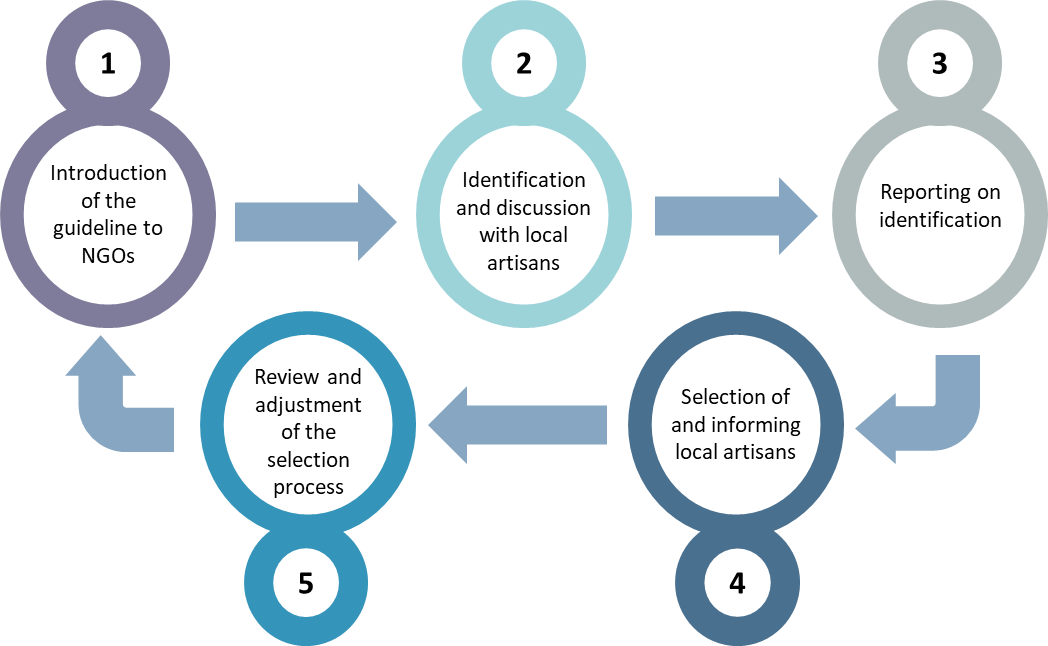 1
Introduction
of the
guideline to
NGOs
2
Identification
and discussion
with local
artisans
3
Reporting on
identification
4
Selection of
and informing
local artisans
5
Review and
adjustment
of the
selection
process